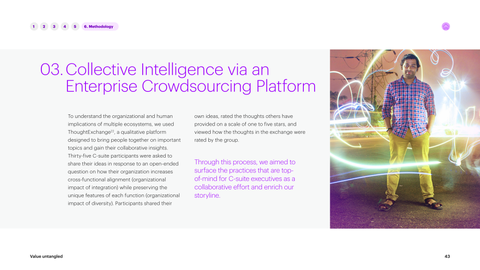 1 2 3 4 5 6. Methodology
03. Collective Intelligence via an
Enterprise Crowdsourcing Platform
To understand the organizational and human
implications of multiple ecosystems, we used
ThoughtExchange, a qualitative platform
designed to bring people together on important
topics and gain their collaborative insights.
Thirty-five C-suite participants were asked to
share their ideas in response to an open-ended
question on how their organization increases
cross-functional alignment (organizational
impact of integration) while preserving the
unique features of each function (organizational
impact of diversity). Participants shared their
own ideas, rated the thoughts others have
provided on a scale of one to five stars, and
viewed how the thoughts in the exchange were
rated by the group.
Through this process, we aimed to
surface the practices that are top-
of-mind for C-suite executives as a
collaborative effort and enrich our
storyline.
Value untangled
43